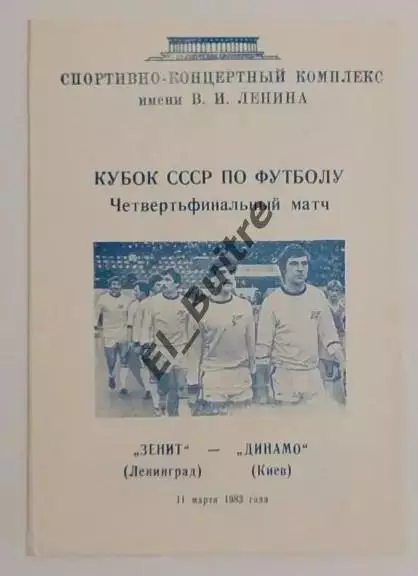 СПОРТИВНО-КОНЦЕРТНЫЙ КОМПЛЕКС
имени В. И. ЛЕНИНА
КУБОК СССР ПО ФУТБОЛУ
Четвертьфинальный матч
El_Buitre
„ЗЕНИТ“ — „ДИНАМО“
(Ленинград) (Киев)
11 марта 1983 года